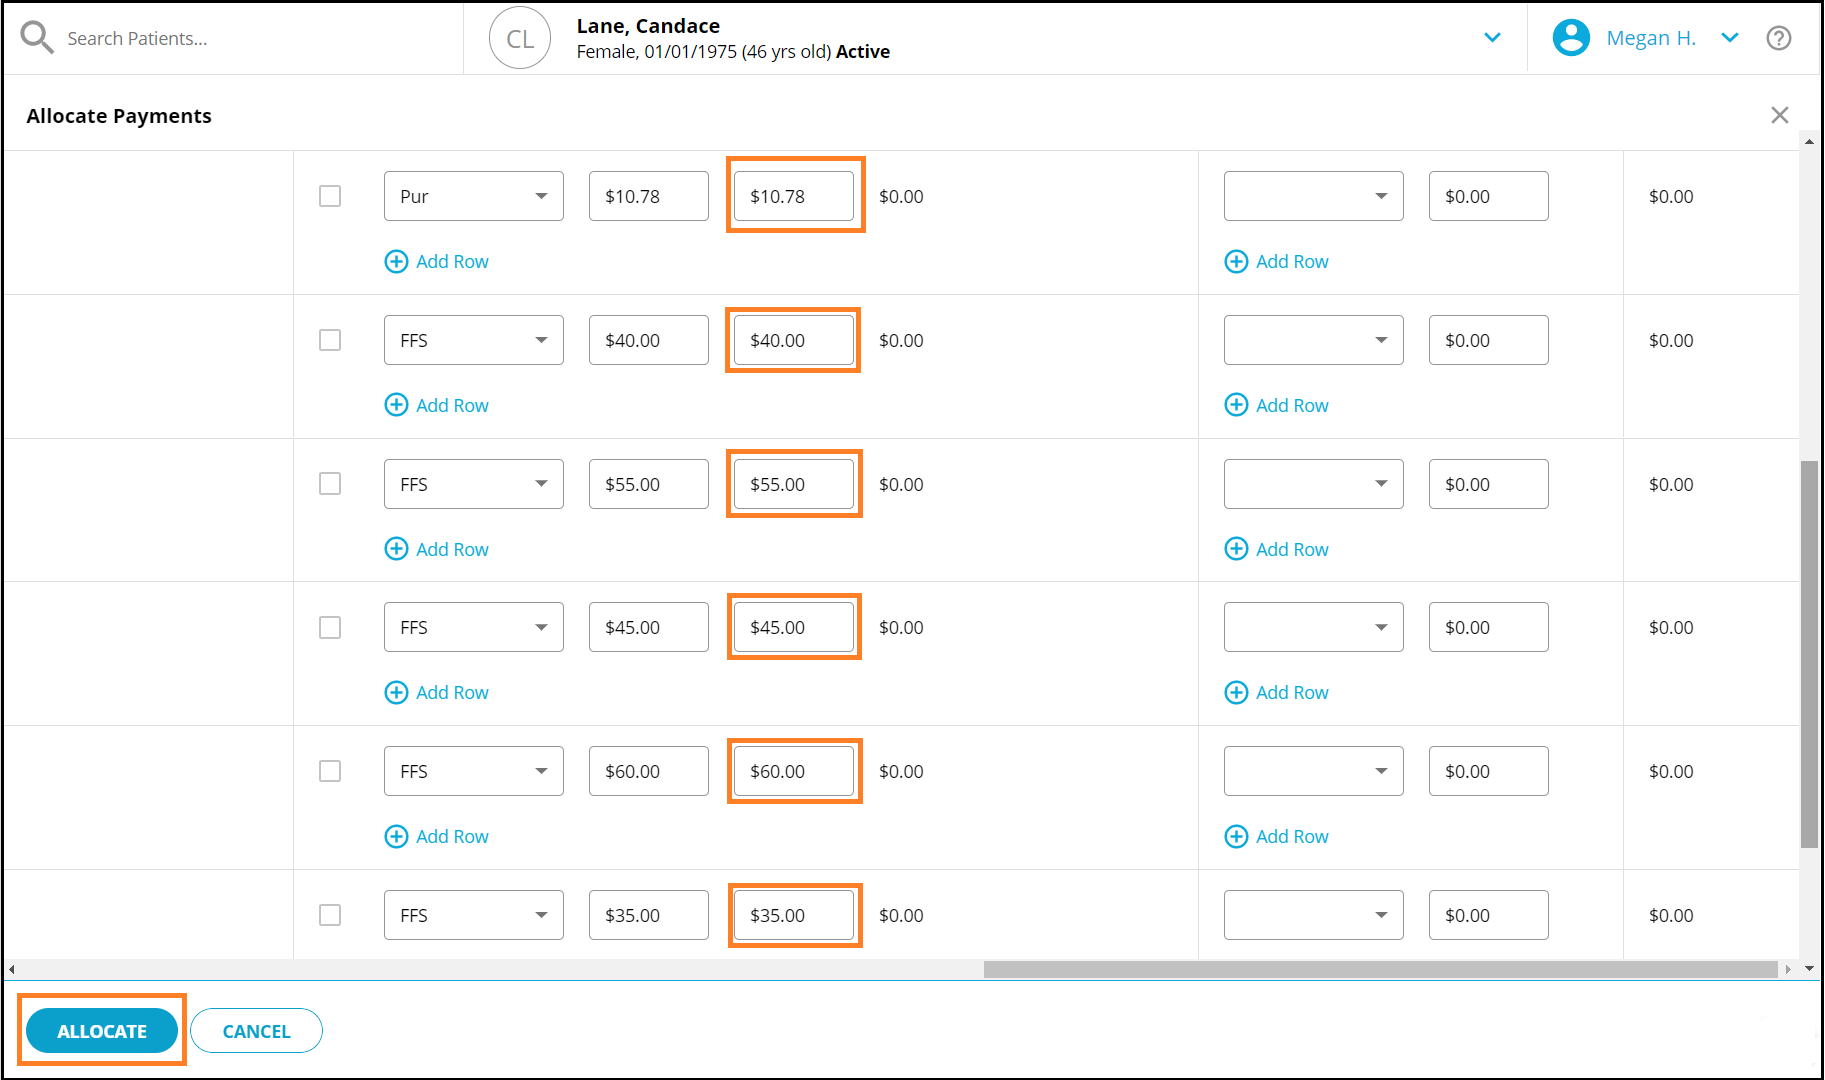 Search Patients...
CL
Lane, Candace
Female, 01/01/1975 (46 yrs old) Active
Megan H.
?
Allocate Payments
Pur $10.78 $10.78 $0.00 $0.00 $0.00
Add Row Add Row
FFS $40.00 $40.00 $0.00 $0.00 $0.00
Add Row Add Row
FFS $55.00 $55.00 $0.00 $0.00 $0.00
Add Row Add Row
FFS $45.00 $45.00 $0.00 $0.00 $0.00
Add Row Add Row
FFS $60.00 $60.00 $0.00 $0.00 $0.00
Add Row Add Row
FFS $35.00 $35.00 $0.00 $0.00 $0.00
ALLOCATE CANCEL